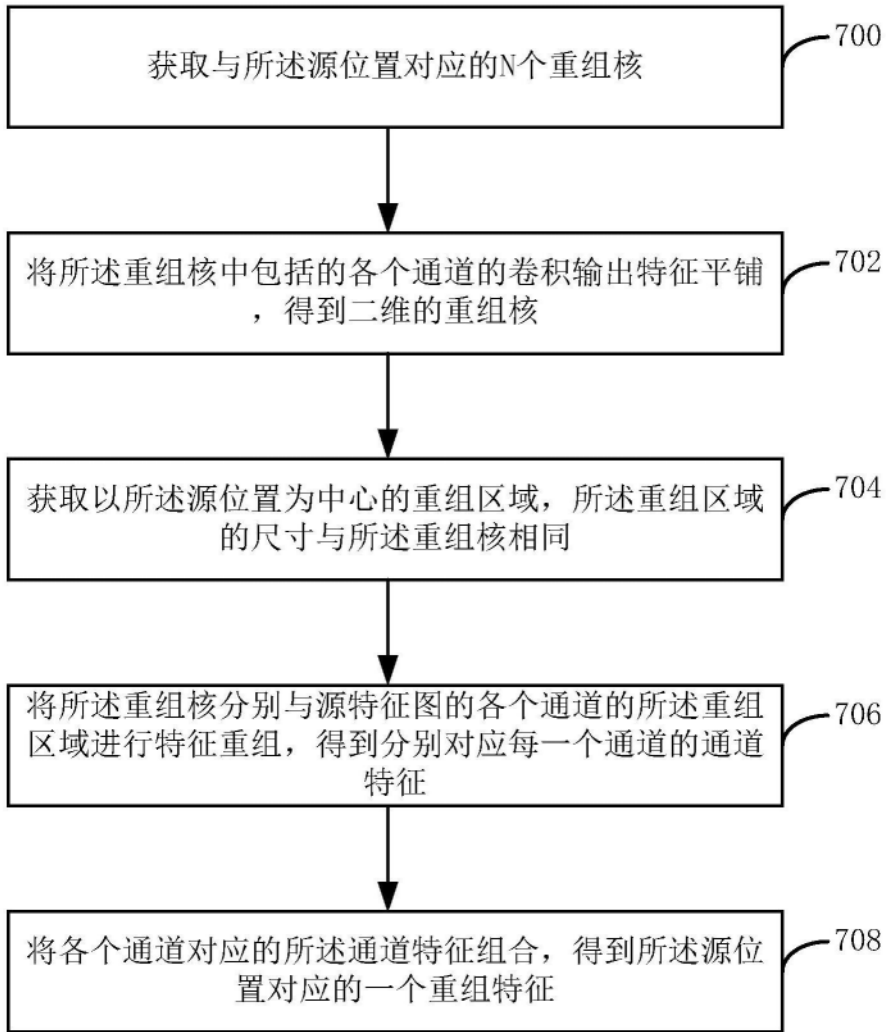 获取与所述源位置对应的N个重组核
700
将所述重组核中包括的各个通道的卷积输出特征平铺
，得到二维的重组核
702
获取以所述源位置为中心的重组区域，所述重组区域
的尺寸与所述重组核相同
704
将所述重组核分别与源特征图的各个通道的所述重组
区域进行特征重组，得到分别对应每一个通道的通道
特征
706
将各个通道对应的所述通道特征组合，得到所述源位
置对应的一个重组特征
708